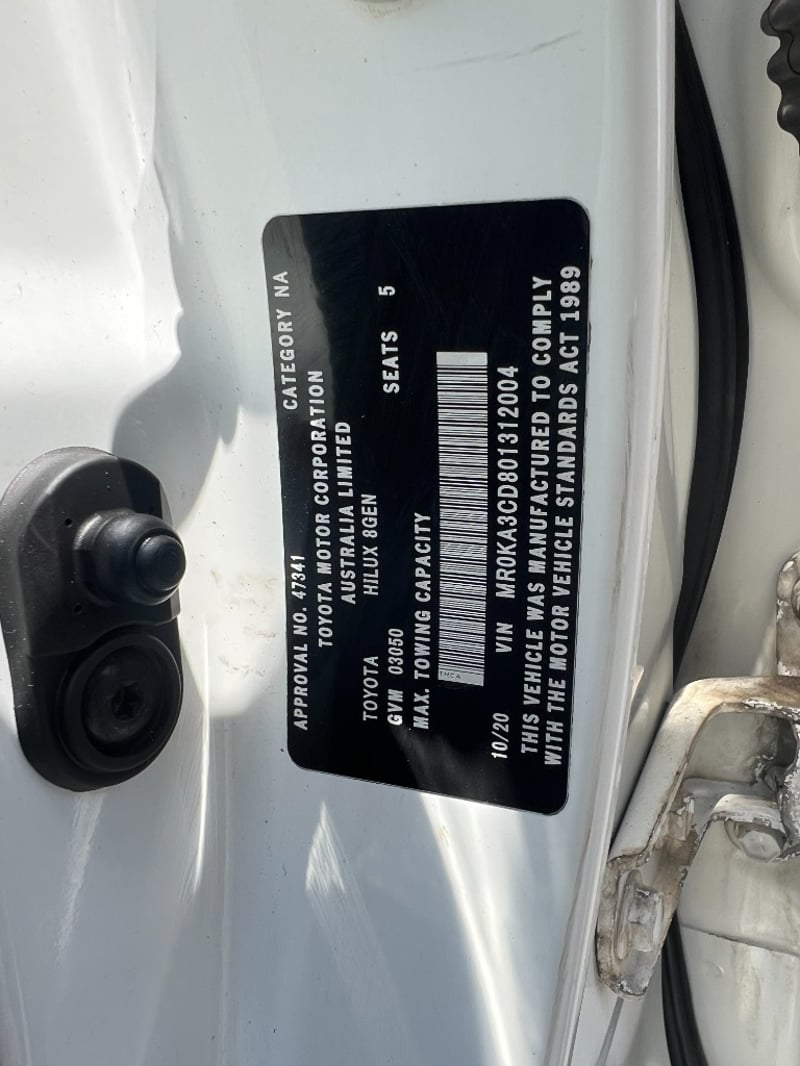 APPROVAL NO. 47341 CATEGORY NA
TOYOTA MOTOR CORPORATION
AUSTRALIA LIMITED
TOYOTA HILUX 8GEN
GVM 03050 SEATS 5
MAX. TOWING CAPACITY
TMCA
10/20 VIN MR0KA3CD801312004
THIS VEHICLE WAS MANUFACTURED TO COMPLY
WITH THE MOTOR VEHICLE STANDARDS ACT 1989